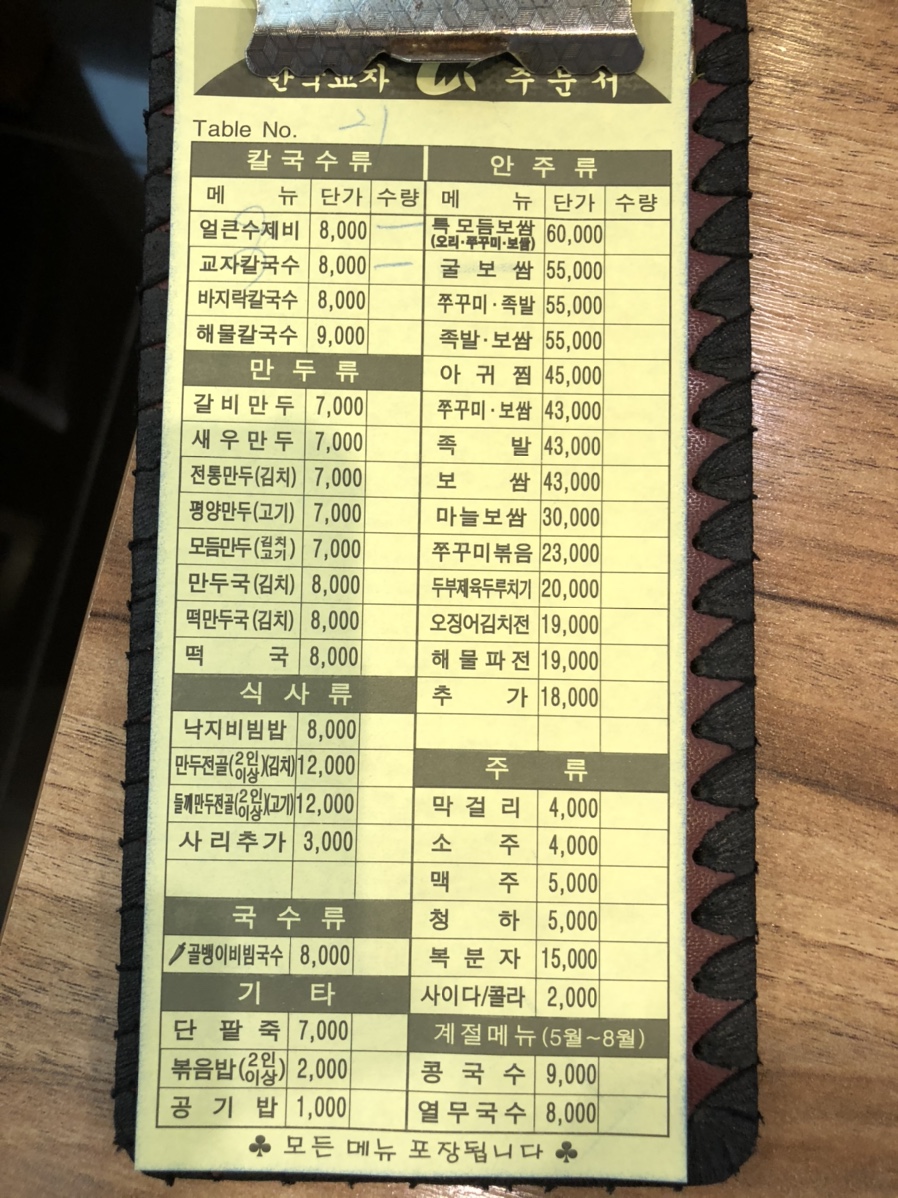 주문서
Table No. 21
칼국수류
메뉴 단가 수량
얼큰수제비 8,000 一
교자칼국수 8,000 一
바지락칼국수 8,000
해물칼국수 9,000
만두류
갈비만두 7,000
새우만두 7,000
전통만두(김치) 7,000
평양만두(고기) 7,000
모듬만두(김치고기) 7,000
만두국(김치) 8,000
떡만두국(김치) 8,000
떡국 8,000
식사류
낙지비빔밥 8,000
만두전골(2인이상)(김치) 12,000
들깨만두전골(2인이상)(고기) 12,000
사리추가 3,000
국수류
골뱅이비빔국수 8,000
기타
단팥죽 7,000
볶음밥(2인이상) 2,000
공기밥 1,000
안주류
메뉴 단가 수량
특모듬보쌈 60,000
(오리·쭈꾸미·보쌈)
굴보쌈 55,000
쭈꾸미·족발 55,000
족발·보쌈 55,000
아귀찜 45,000
쭈꾸미·보쌈 43,000
족발 43,000
보쌈 43,000
마늘보쌈 30,000
쭈꾸미볶음 23,000
두부제육두루치기 20,000
오징어김치전 19,000
해물파전 19,000
추가 18,000
주류
막걸리 4,000
소주 4,000
맥주 5,000
청하 5,000
복분자 15,000
사이다/콜라 2,000
계절메뉴(5월~8월)
콩국수 9,000
열무국수 8,000
♣ 모든 메뉴 포장됩니다 ♣